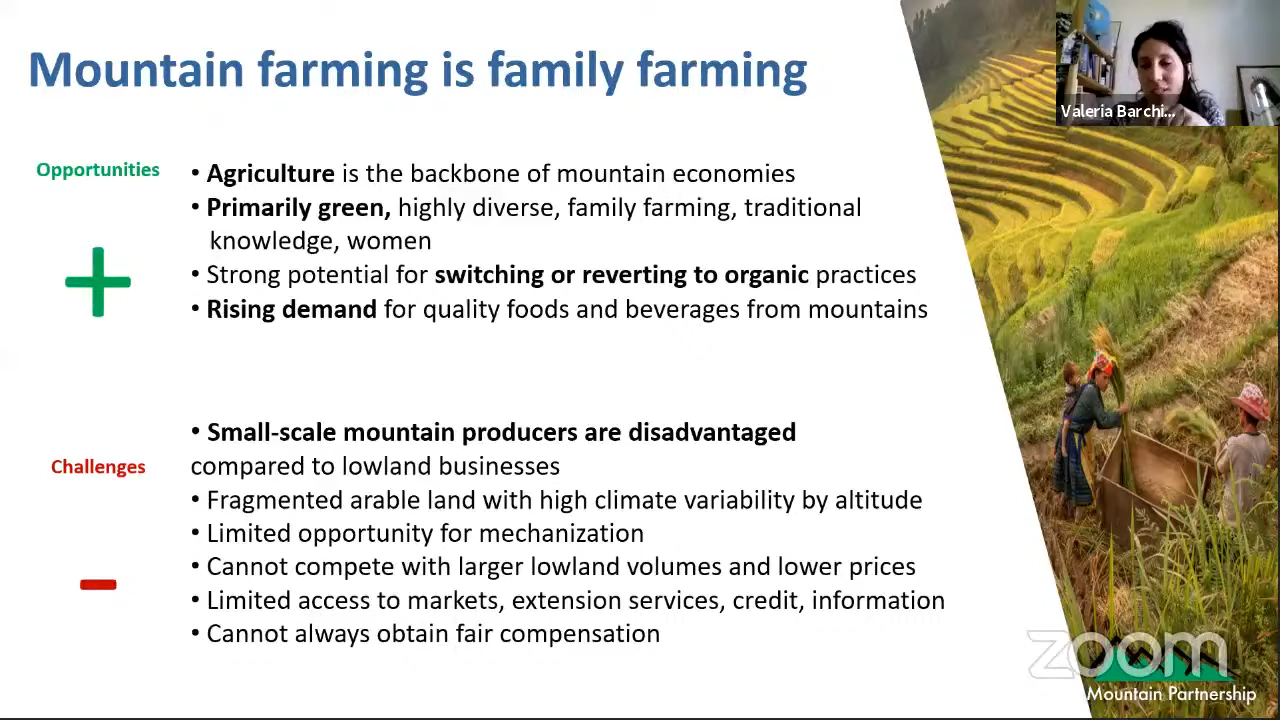 Mountain farming is family farming
Valeria Barchi...
Opportunities
• Agriculture is the backbone of mountain economies
• Primarily green, highly diverse, family farming, traditional
knowledge, women
• Strong potential for switching or reverting to organic practices
• Rising demand for quality foods and beverages from mountains
+
Challenges
• Small-scale mountain producers are disadvantaged
compared to lowland businesses
• Fragmented arable land with high climate variability by altitude
• Limited opportunity for mechanization
• Cannot compete with larger lowland volumes and lower prices
• Limited access to markets, extension services, credit, information
• Cannot always obtain fair compensation
-
zoom
Mountain Partnership